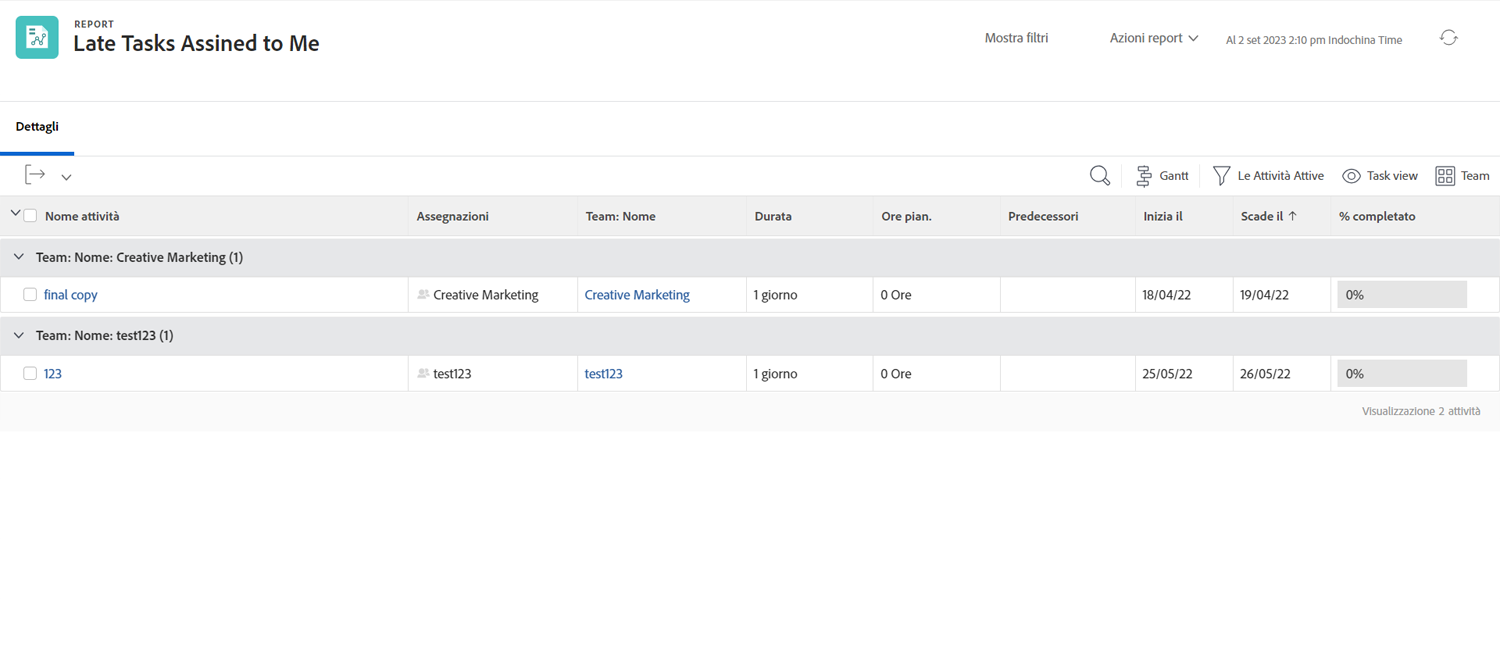 REPORT
Late Tasks Assined to Me
Mostra filtri Azioni report Al 2 set 2023 2:10 pm Indochina Time
Dettagli
Gantt Le Attività Attive Task view Team
Nome attività Assegnazioni Team: Nome Durata Ore pian. Predecessori Inizia il Scade il ↑ % completato
Team: Nome: Creative Marketing (1)
final copy Creative Marketing Creative Marketing 1 giorno 0 Ore 18/04/22 19/04/22 0%
Team: Nome: test123 (1)
123 test123 test123 1 giorno 0 Ore 25/05/22 26/05/22 0%
Visualizzazione 2 attività